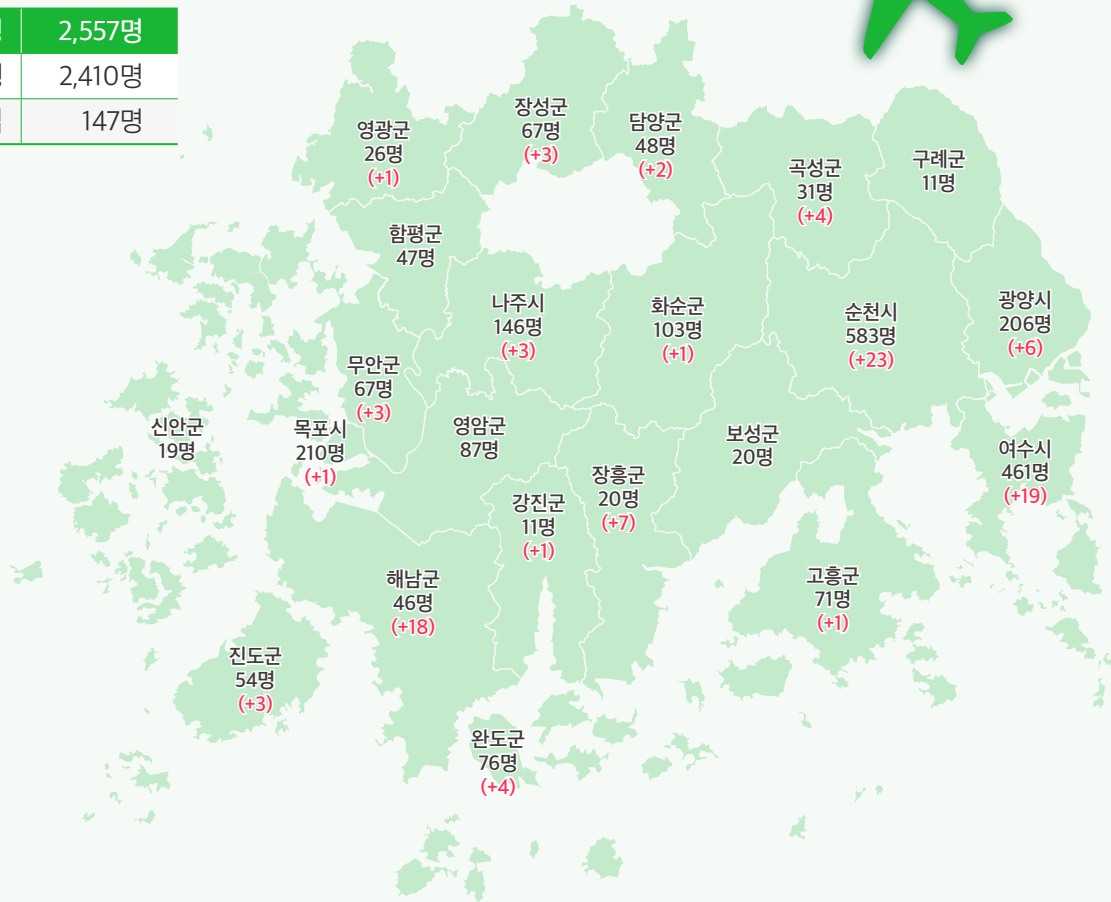 2,557명
2,410명
147명
장성군
67명
(+3)
담양군
48명
(+2)
영광군
26명
(+1)
곡성군
31명
(+4)
구례군
11명
함평군
47명
나주시
146명
(+3)
화순군
103명
(+1)
순천시
583명
(+23)
광양시
206명
(+6)
무안군
67명
(+3)
신안군
19명
목포시
210명
(+1)
영암군
87명
보성군
20명
여수시
461명
(+19)
장흥군
20명
(+7)
강진군
11명
(+1)
해남군
46명
(+18)
고흥군
71명
(+1)
진도군
54명
(+3)
완도군
76명
(+4)